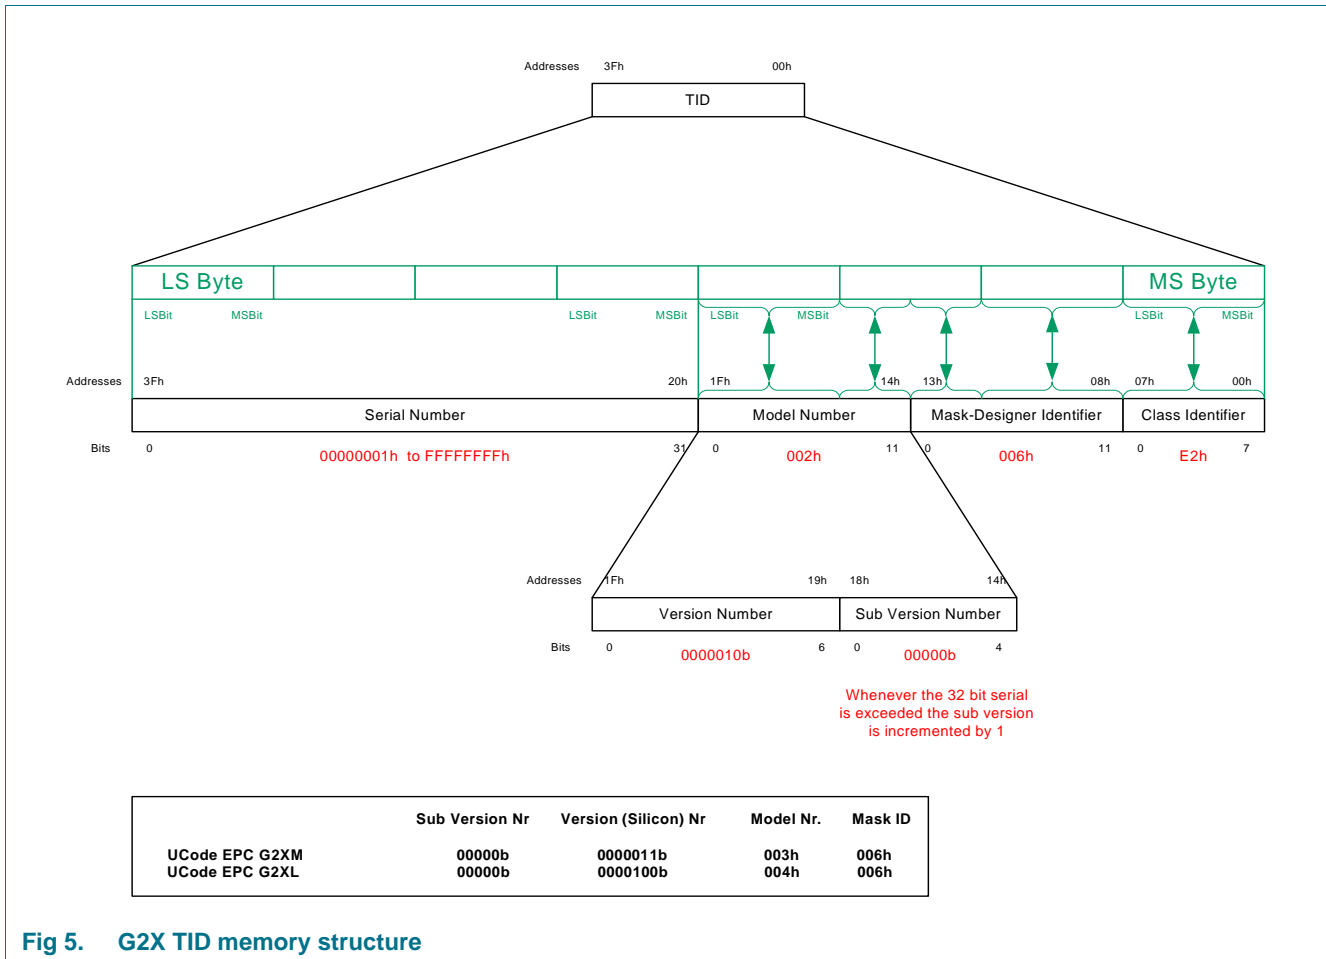 Addresses 3Fh 00h
TID
LS Byte MS Byte
LSBit MSBit LSBit MSBit LSBit MSBit LSBit MSBit
Addresses 3Fh 20h 1Fh 14h 13h 08h 07h 00h
Serial Number Model Number Mask-Designer Identifier Class Identifier
Bits 0 31 0 11 0 11 0 7
00000001h to FFFFFFFFh 002h 006h E2h
Addresses 1Fh 19h 18h 14h
Version Number Sub Version Number
Bits 0 6 0 4
0000010b 00000b
Whenever the 32 bit serial
is exceeded the sub version
is incremented by 1
Sub Version Nr Version (Silicon) Nr Model Nr. Mask ID
UCode EPC G2XM 00000b 0000011b 003h 006h
UCode EPC G2XL 00000b 0000100b 004h 006h
Fig 5. G2X TID memory structure